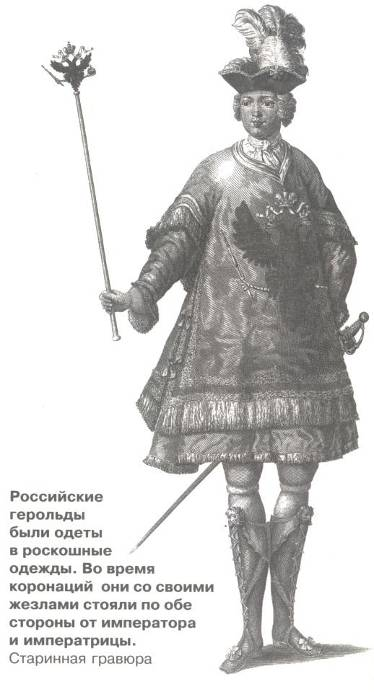 Российские
герольды
были одеты
в роскошные
одежды. Во время
коронаций они со своими
жезлами стояли по обе
стороны от императора
и императрицы.
Старинная гравюра